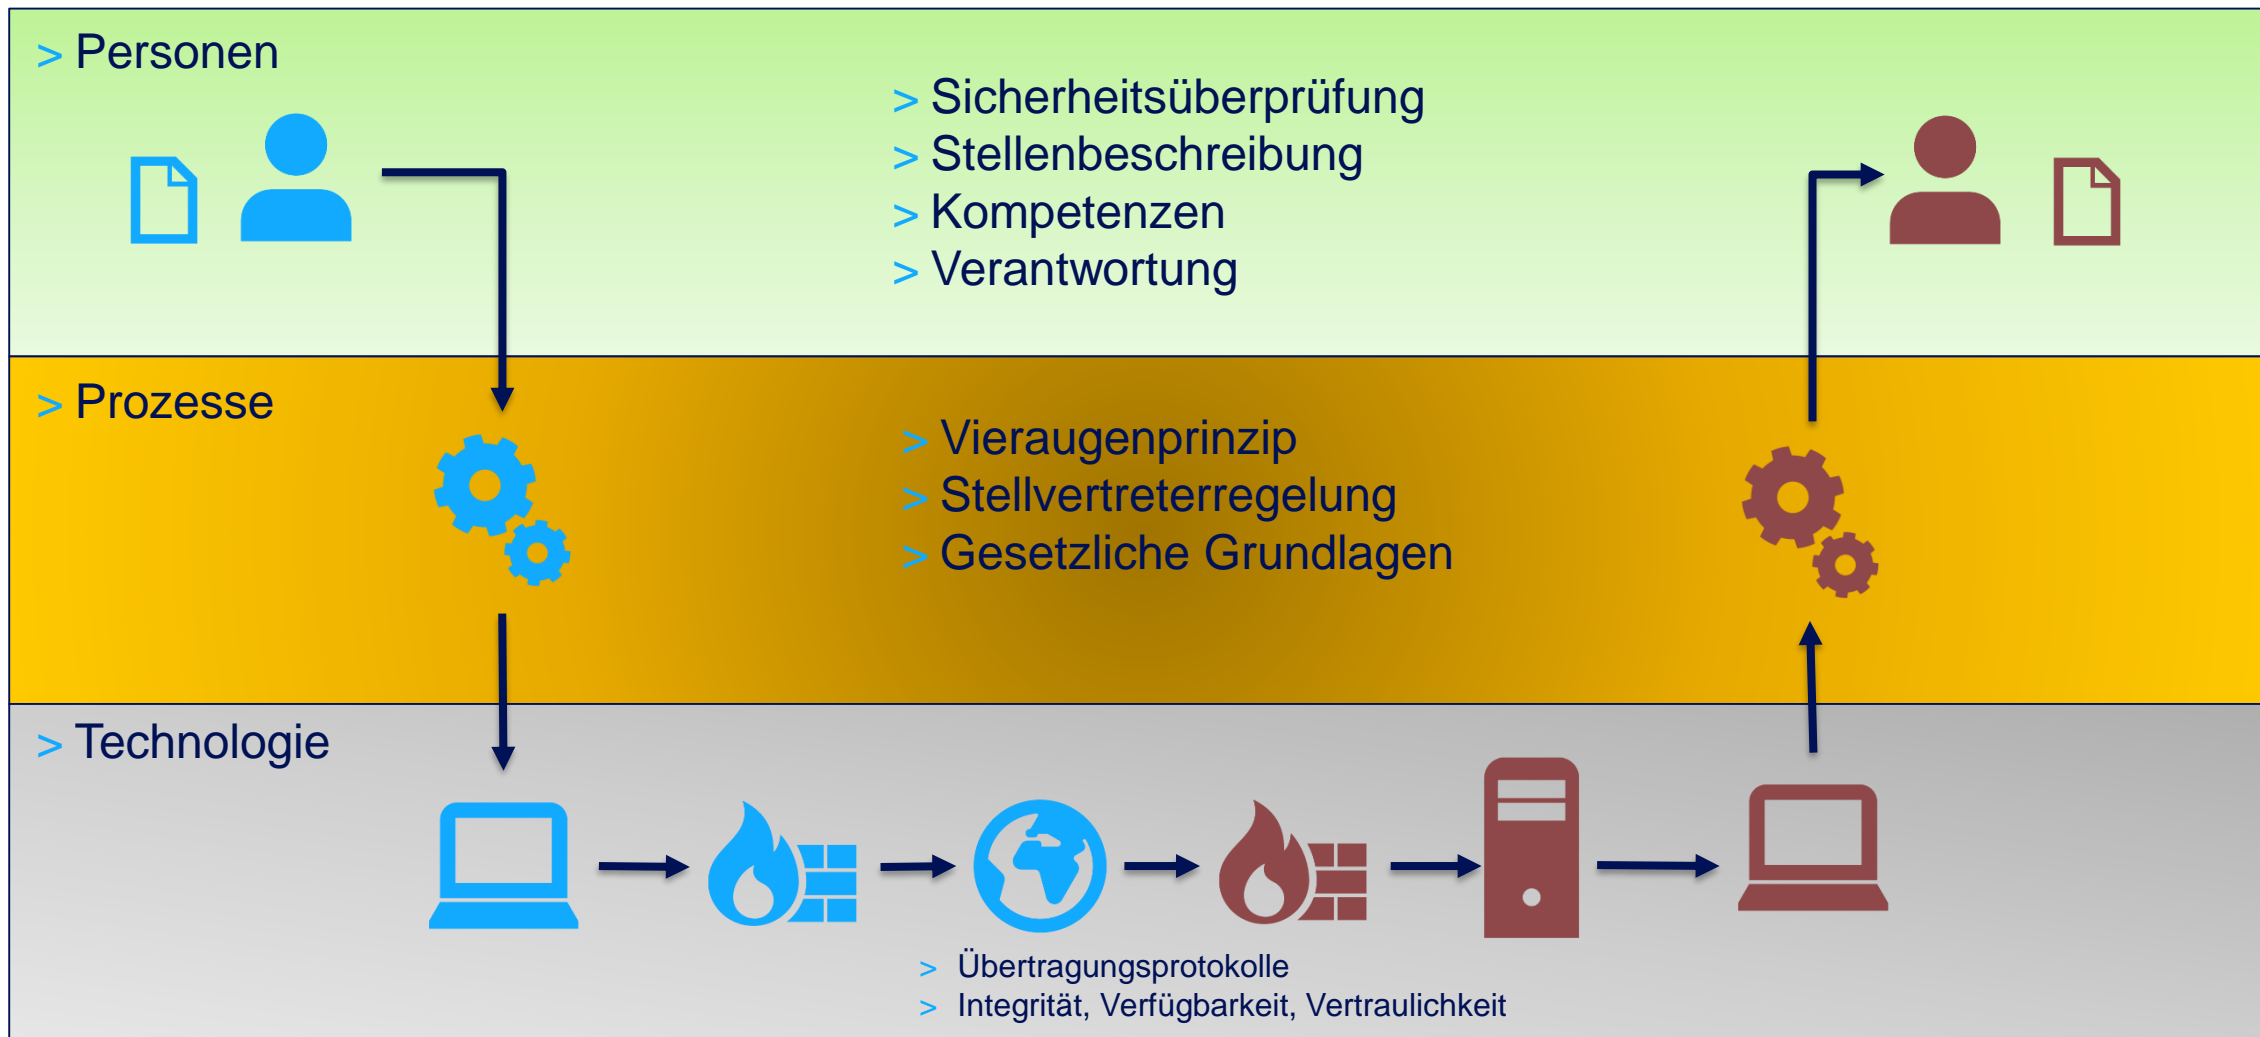 > Personen
> Sicherheitsüberprüfung
> Stellenbeschreibung
> Kompetenzen
> Verantwortung
> Prozesse
> Vieraugenprinzip
> Stellvertreterregelung
> Gesetzliche Grundlagen
> Technologie
> Übertragungsprotokolle
> Integrität, Verfügbarkeit, Vertraulichkeit